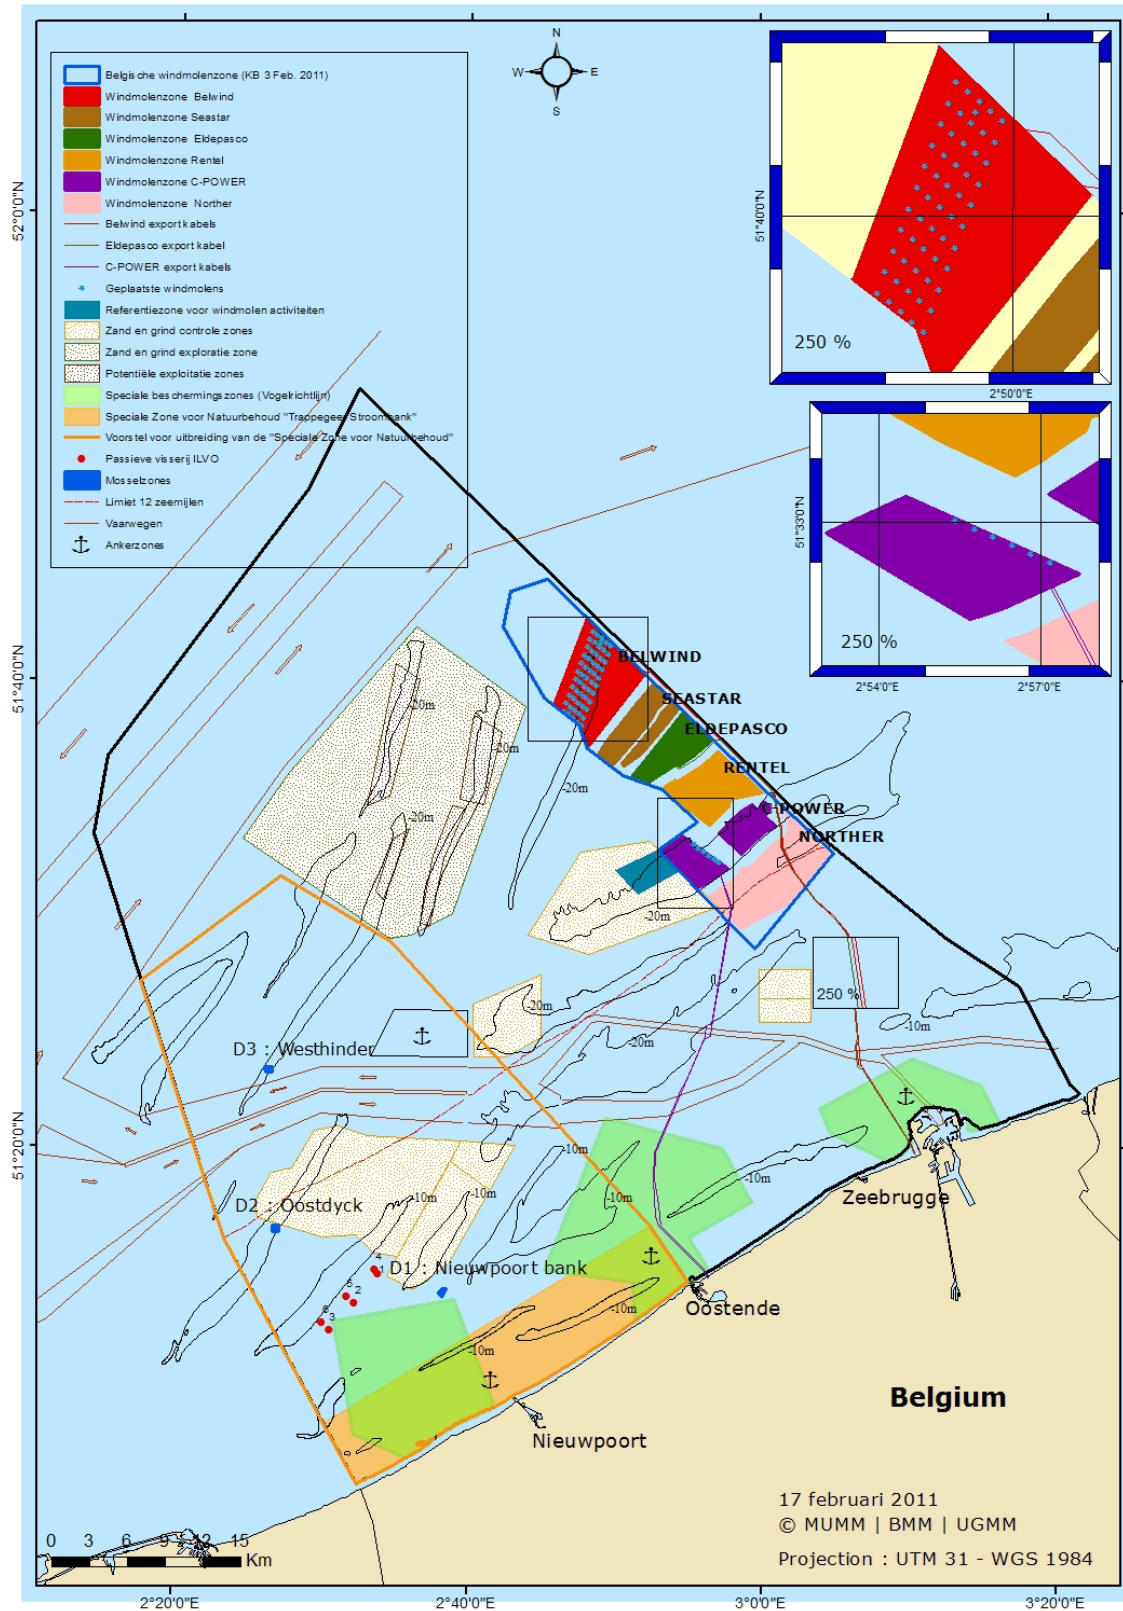 N
W E
S
Belgische windmolenzone (KB 3 Feb. 2011)
Windmolenzone Belwind
Windmolenzone Seastar
Windmolenzone Eldepasco
Windmolenzone Rentel
Windmolenzone C-POWER
Windmolenzone Norther
Belwind export kabels
Eldepasco export kabel
C-POWER export kabels
Geplaatste windmolens
Referentiezone voor windmolen activiteiten
Zand en grind controle zones
Zand en grind exploratie zone
Potentiële exploitatie zones
Speciale beschermingszones (Vogelrichtlijn)
Speciale Zone voor Natuurbehoud "Trappegeer Stroombank"
Voorstel voor uitbreiding van de "Speciale Zone voor Natuurbehoud"
Passieve visserij ILVO
Mosselzones
Limiet 12 zeemijlen
Vaarwegen
Ankerzones
51°40'0"N
250 %
2°50'0"E
51°33'0"N
250 %
2°54'0"E 2°57'0"E
52°0'0"N
51°40'0"N
51°20'0"N
BELWIND
SEASTAR
ELDEPASCO
RENTEL
C-POWER
NORTHER
-20m
-20m
-20m
-20m
-20m
-20m
-20m
250 %
-10m
D3 : Westhinder
-10m
-10m
-10m
-10m
-10m
Zeebrugge
D2 : Oostdyck
4
1
D1 : Nieuwpoort bank
5
2
6
3
-10m
-10m
Oostende
Belgium
Nieuwpoort
17 februari 2011
© MUMM | BMM | UGMM
Projection : UTM 31 - WGS 1984
0 3 6 9 12 15
Km
2°20'0"E 2°40'0"E 3°0'0"E 3°20'0"E